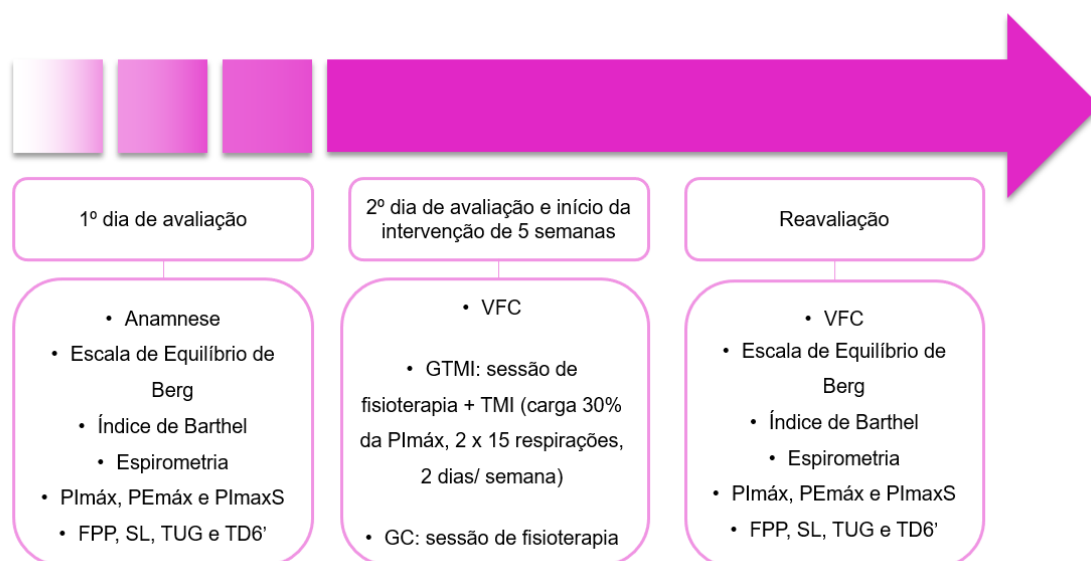 1º dia de avaliação
• Anamnese
• Escala de Equilíbrio de
Berg
• Índice de Barthel
• Espirometria
• PImáx, PEmáx e PImaxS
• FPP, SL, TUG e TD6’
2º dia de avaliação e início da
intervenção de 5 semanas
• VFC
• GTMI: sessão de
fisioterapia + TMI (carga 30%
da PImáx, 2 x 15 respirações,
2 dias/ semana)
• GC: sessão de fisioterapia
Reavaliação
• VFC
• Escala de Equilíbrio de
Berg
• Índice de Barthel
• Espirometria
• PImáx, PEmáx e PImaxS
• FPP, SL, TUG e TD6’